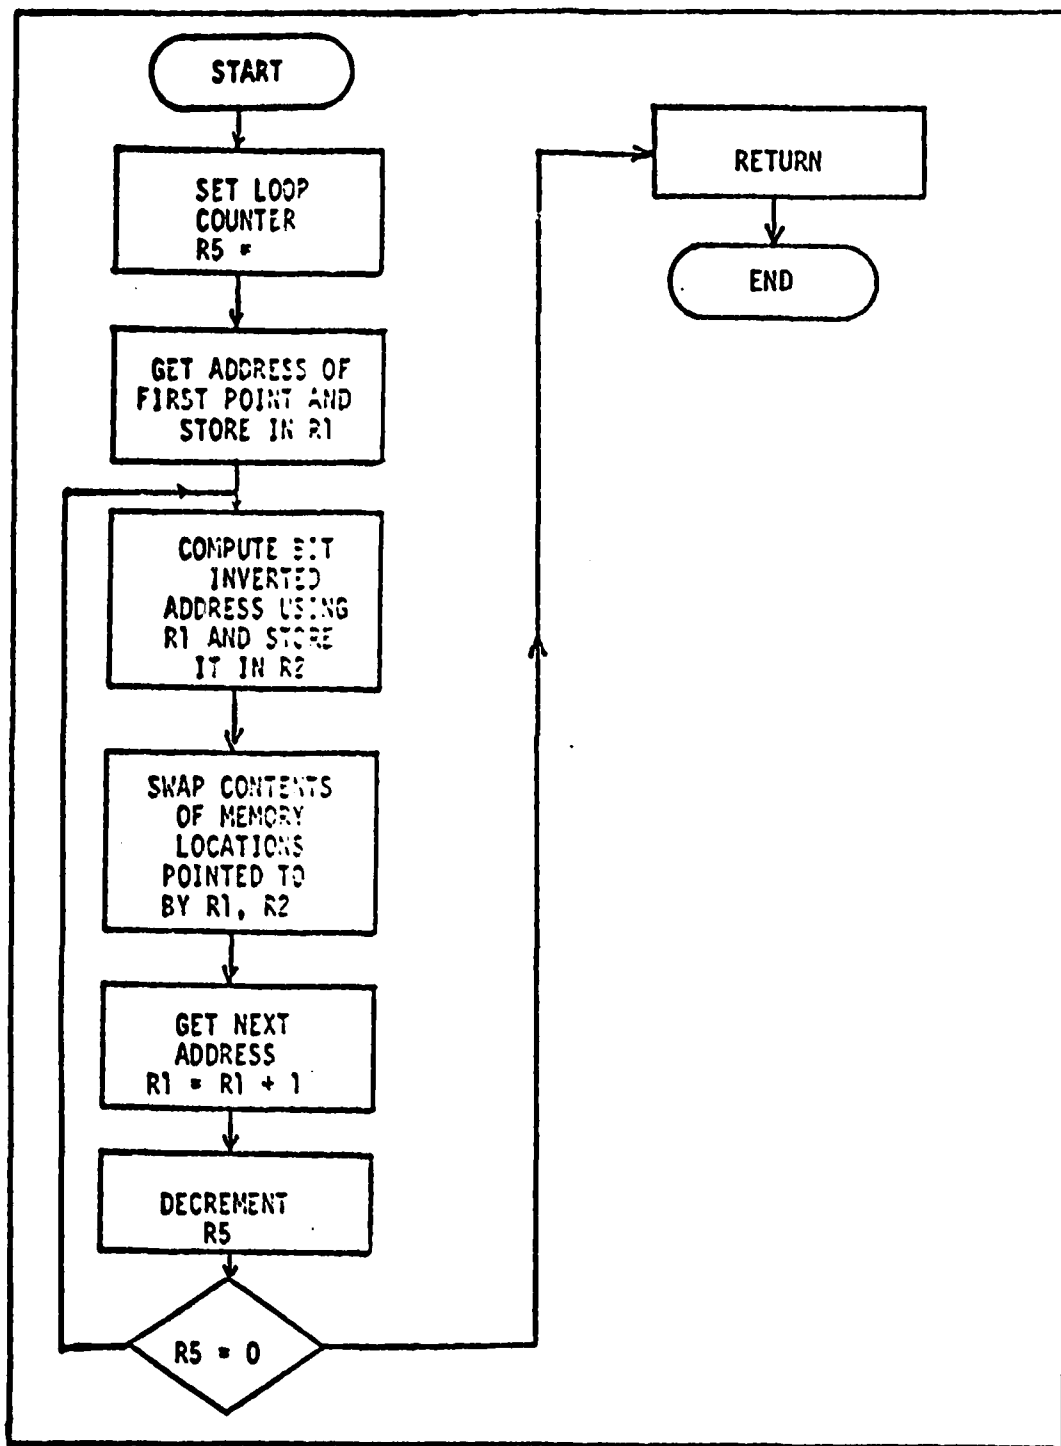 START
SET LOOP
COUNTER
R5 =
GET ADDRESS OF
FIRST POINT AND
STORE IN R1
COMPUTE BIT
INVERTED
ADDRESS USING
R1 AND STORE
IT IN R2
SWAP CONTENTS
OF MEMORY
LOCATIONS
POINTED TO
BY R1, R2
GET NEXT
ADDRESS
R1 = R1 + 1
DECREMENT
R5
R5 = 0
RETURN
END